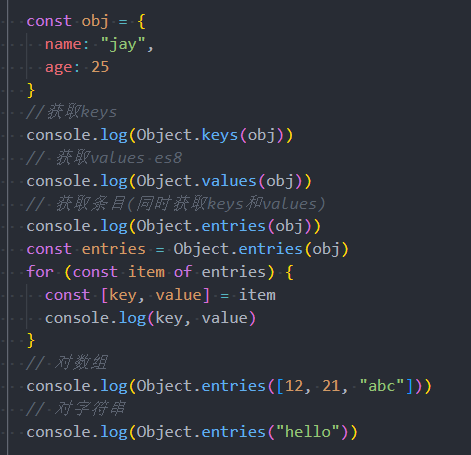 const obj = {
name: "jay",
age: 25
}
//获取keys
console.log(Object.keys(obj))
// 获取values es8
console.log(Object.values(obj))
// 获取条目(同时获取keys和values)
console.log(Object.entries(obj))
const entries = Object.entries(obj)
for (const item of entries) {
const [key, value] = item
console.log(key, value)
}
// 对数组
console.log(Object.entries([12, 21, "abc"]))
// 对字符串
console.log(Object.entries("hello"))